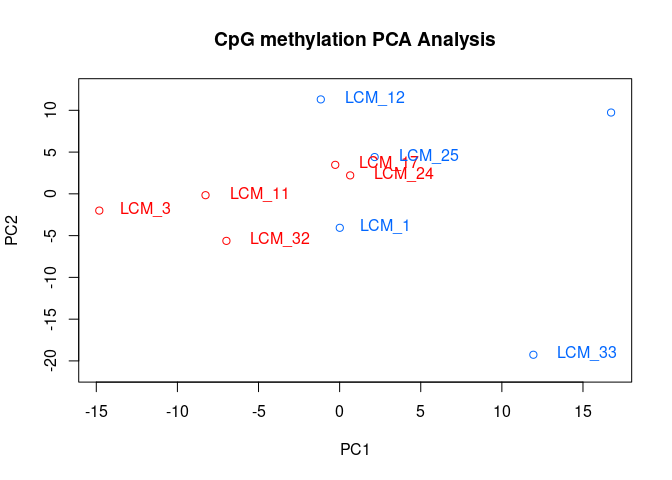 CpG methylation PCA Analysis
LCM_12
LCM_25
LCM_17
LCM_24
LCM_11
LCM_3
LCM_1
LCM_32
LCM_33
PC2
10
5
0
-5
-10
-15
-20
-15 -10 -5 0 5 10 15
PC1